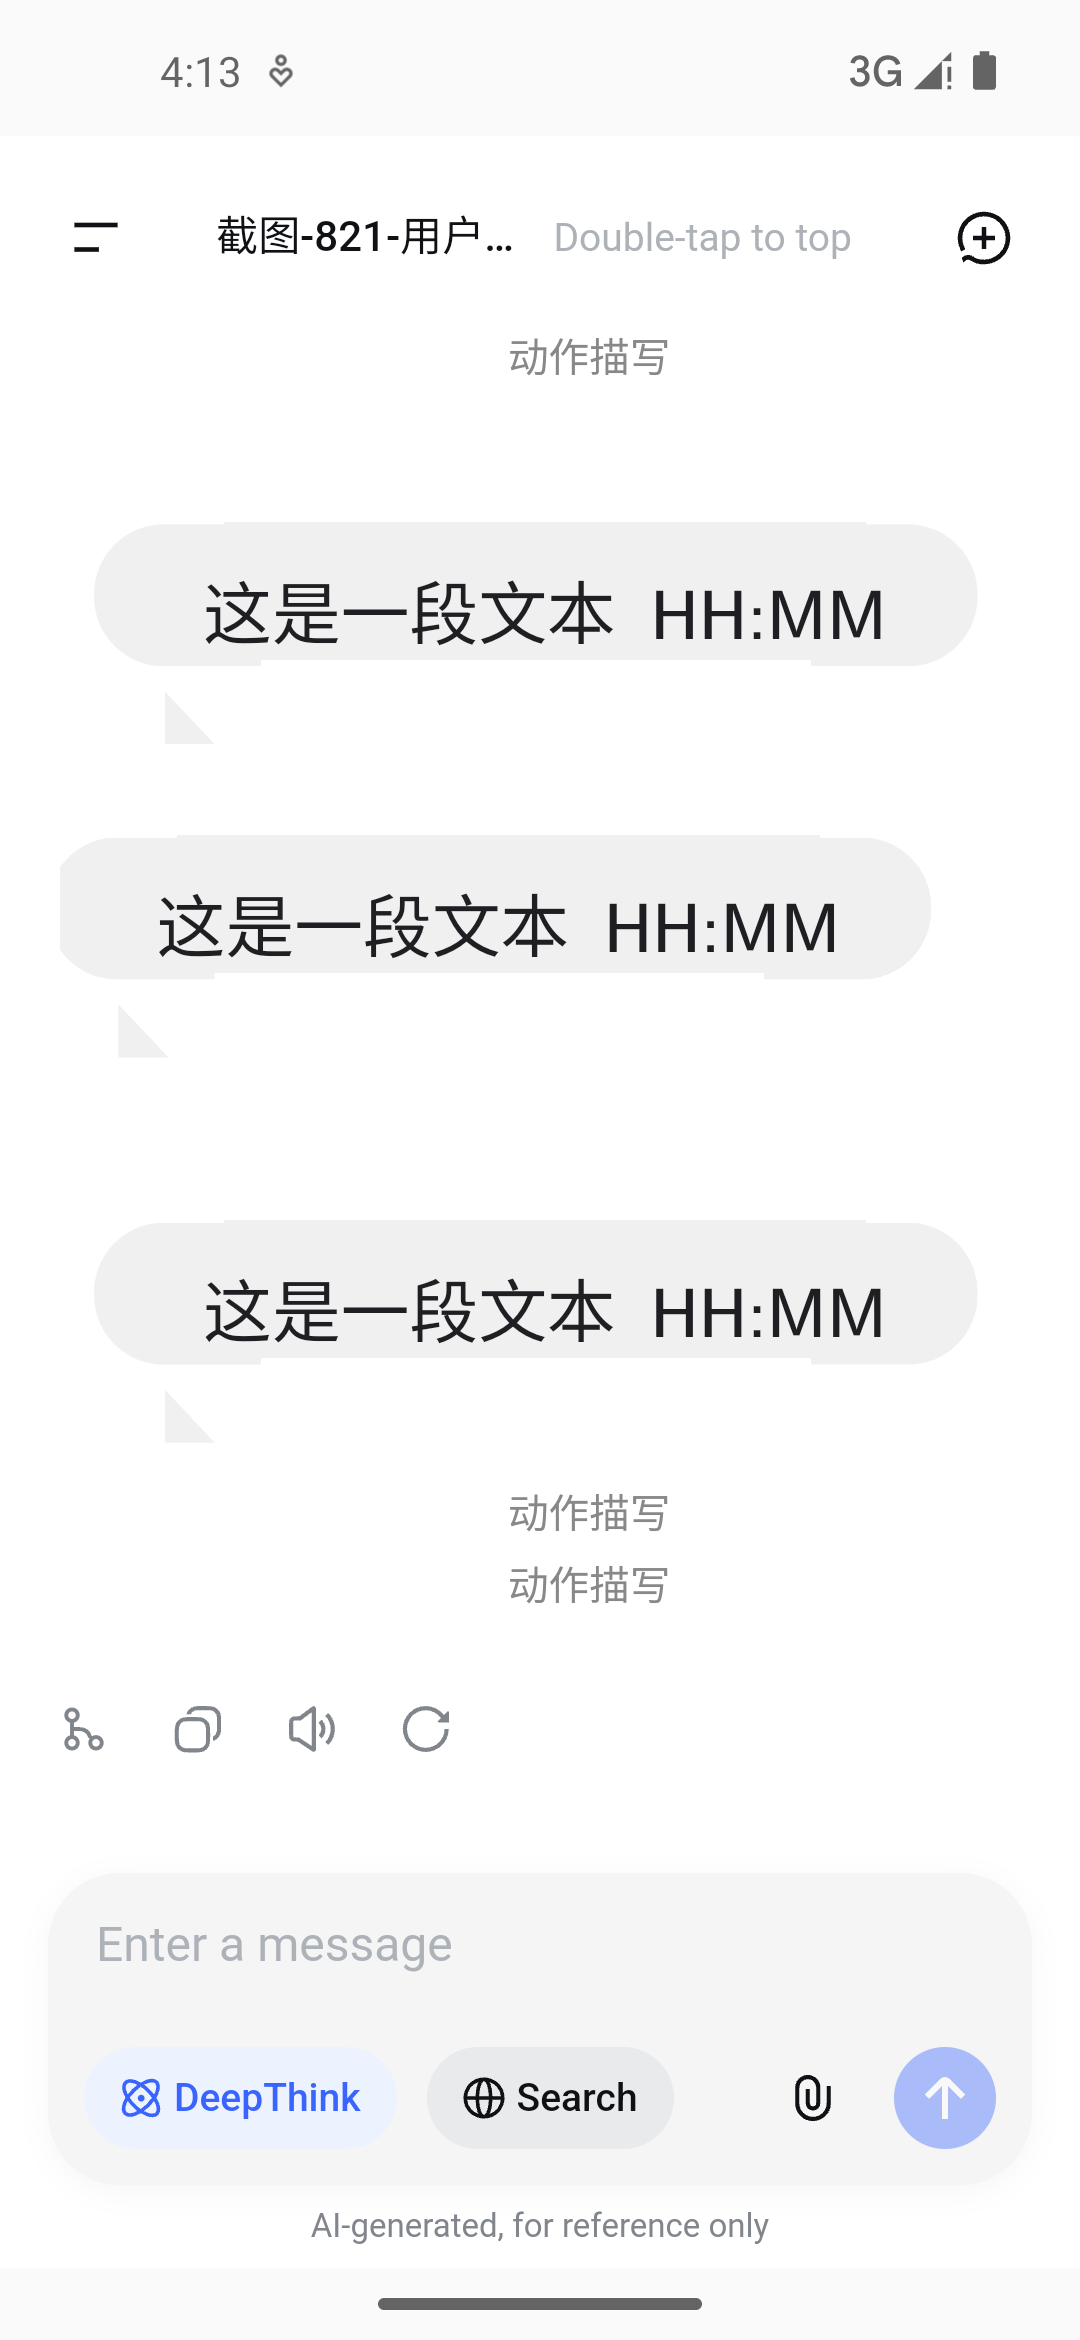 4:13
3G
截图-821-用户... Double-tap to top
动作描写
这是一段文本 HH:MM
这是一段文本 HH:MM
这是一段文本 HH:MM
动作描写
动作描写
Enter a message
DeepThink
Search
AI-generated, for reference only